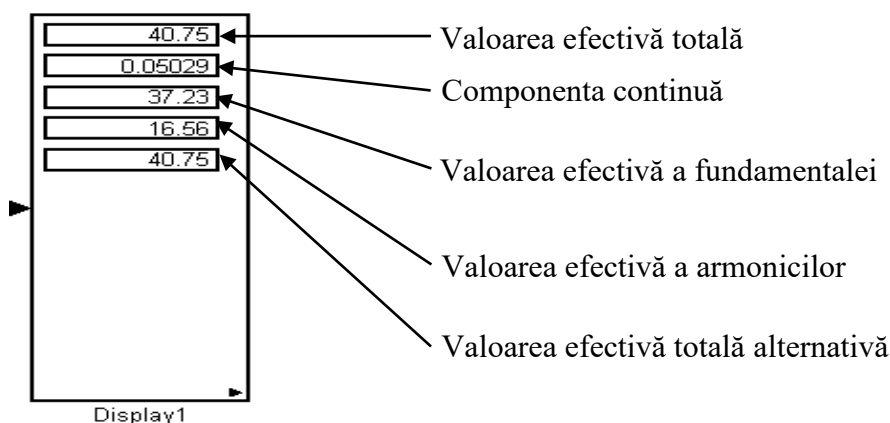 40.75
Valoarea efectivă totală
0.05029
Componenta continuă
37.23
Valoarea efectivă a fundamentalei
16.56
Valoarea efectivă a armonicilor
40.75
Valoarea efectivă totală alternativă
Display1